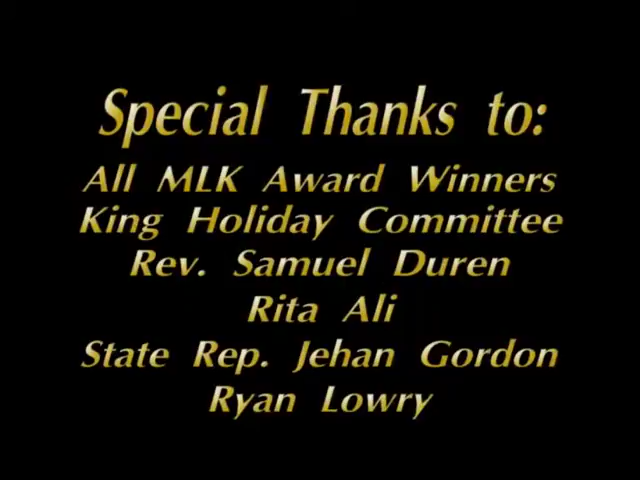 Special Thanks to:
All MLK Award Winners
King Holiday Committee
Rev. Samuel Duren
Rita Ali
State Rep. Jehan Gordon
Ryan Lowry